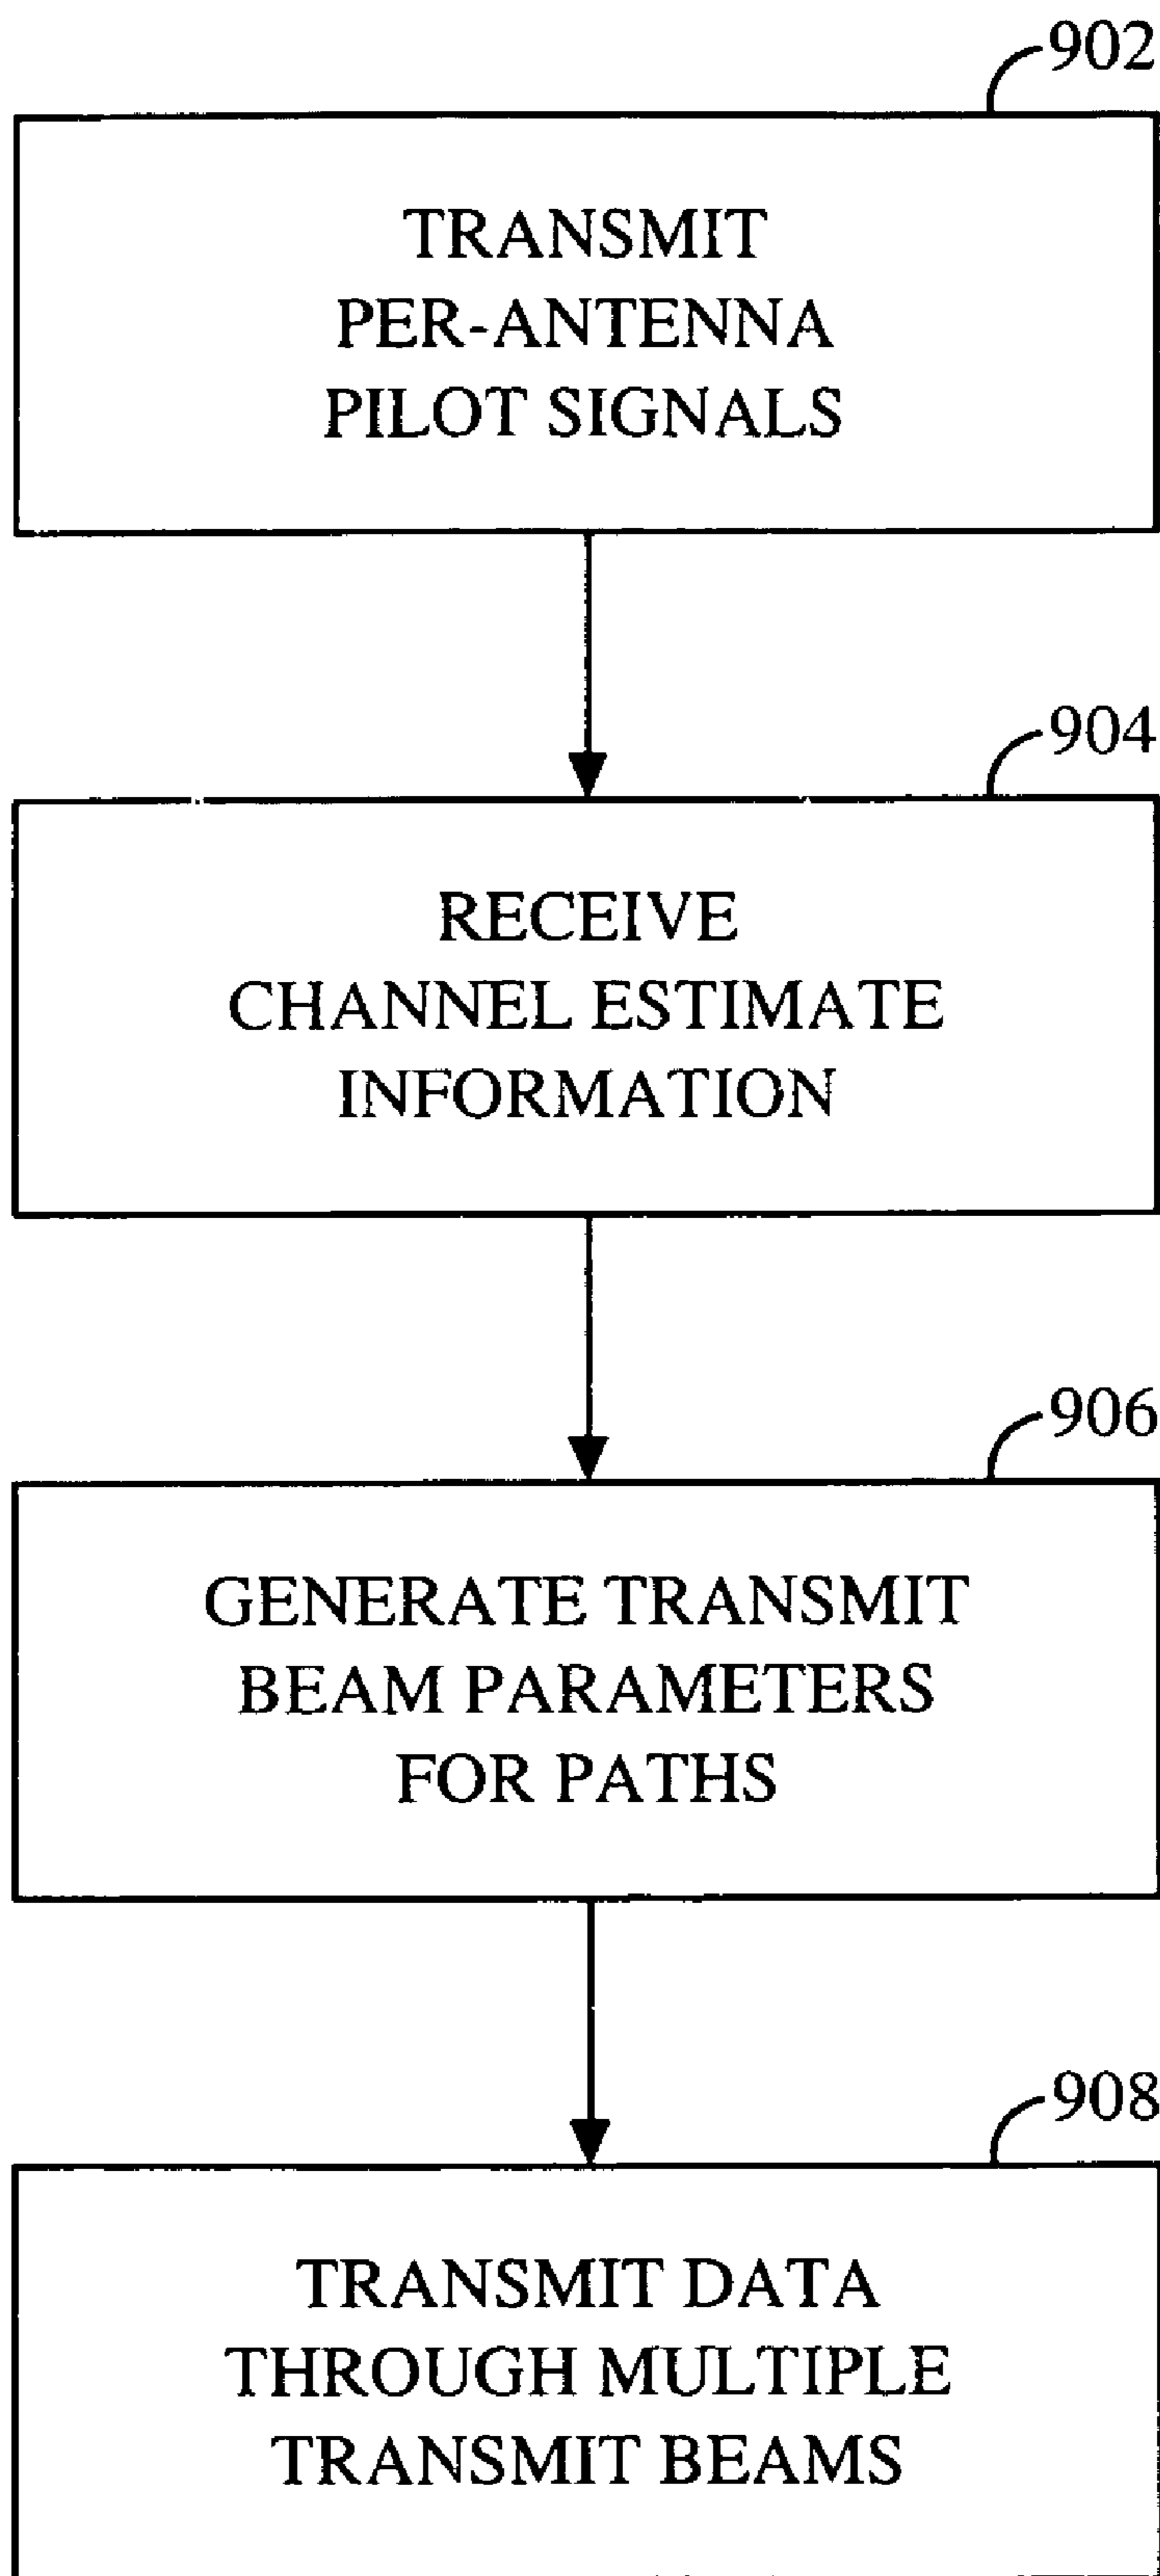 902
TRANSMIT
PER-ANTENNA
PILOT SIGNALS
904
RECEIVE
CHANNEL ESTIMATE
INFORMATION
906
GENERATE TRANSMIT
BEAM PARAMETERS
FOR PATHS
908
TRANSMIT DATA
THROUGH MULTIPLE
TRANSMIT BEAMS